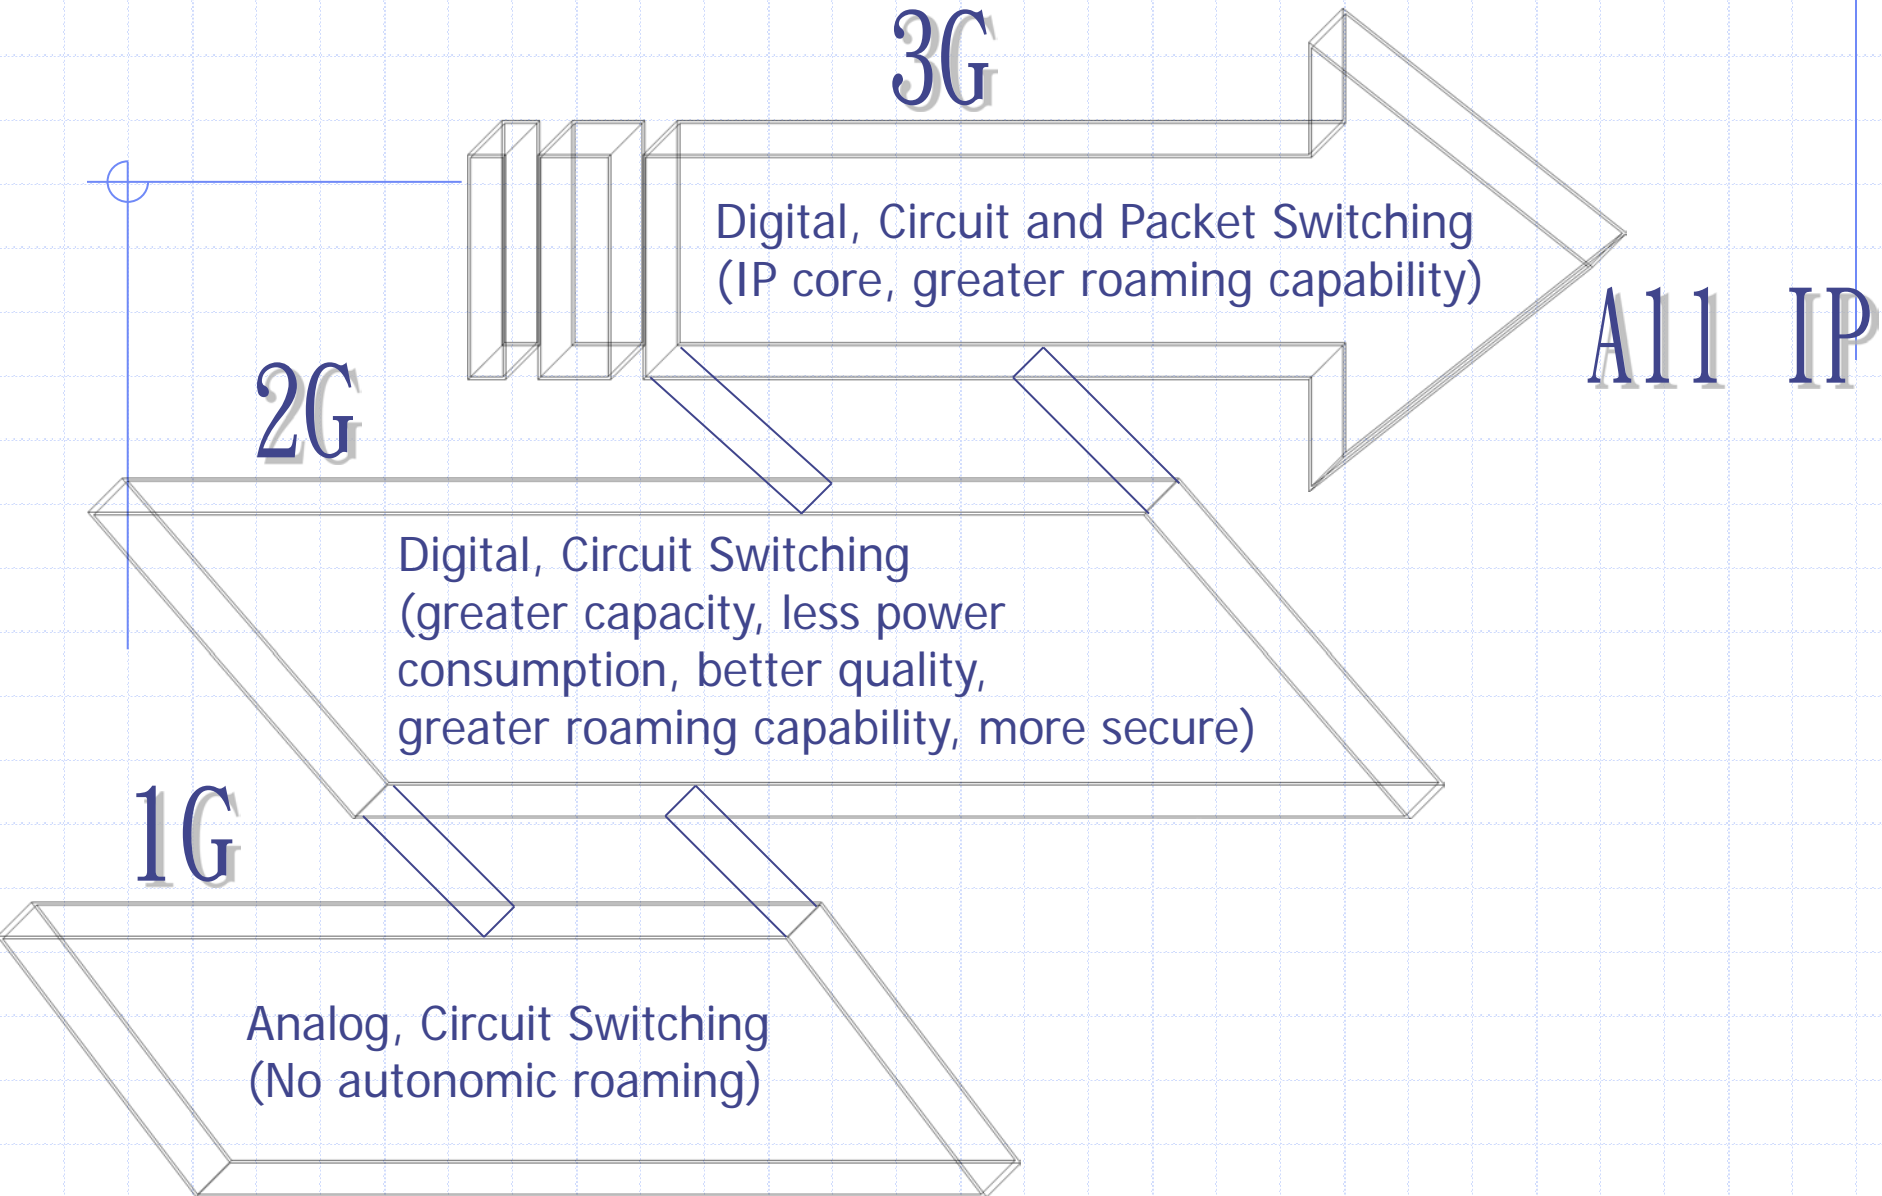 3G
Digital, Circuit and Packet Switching
(IP core, greater roaming capability)
All IP
2G
Digital, Circuit Switching
(greater capacity, less power
consumption, better quality,
greater roaming capability, more secure)
1G
Analog, Circuit Switching
(No autonomic roaming)